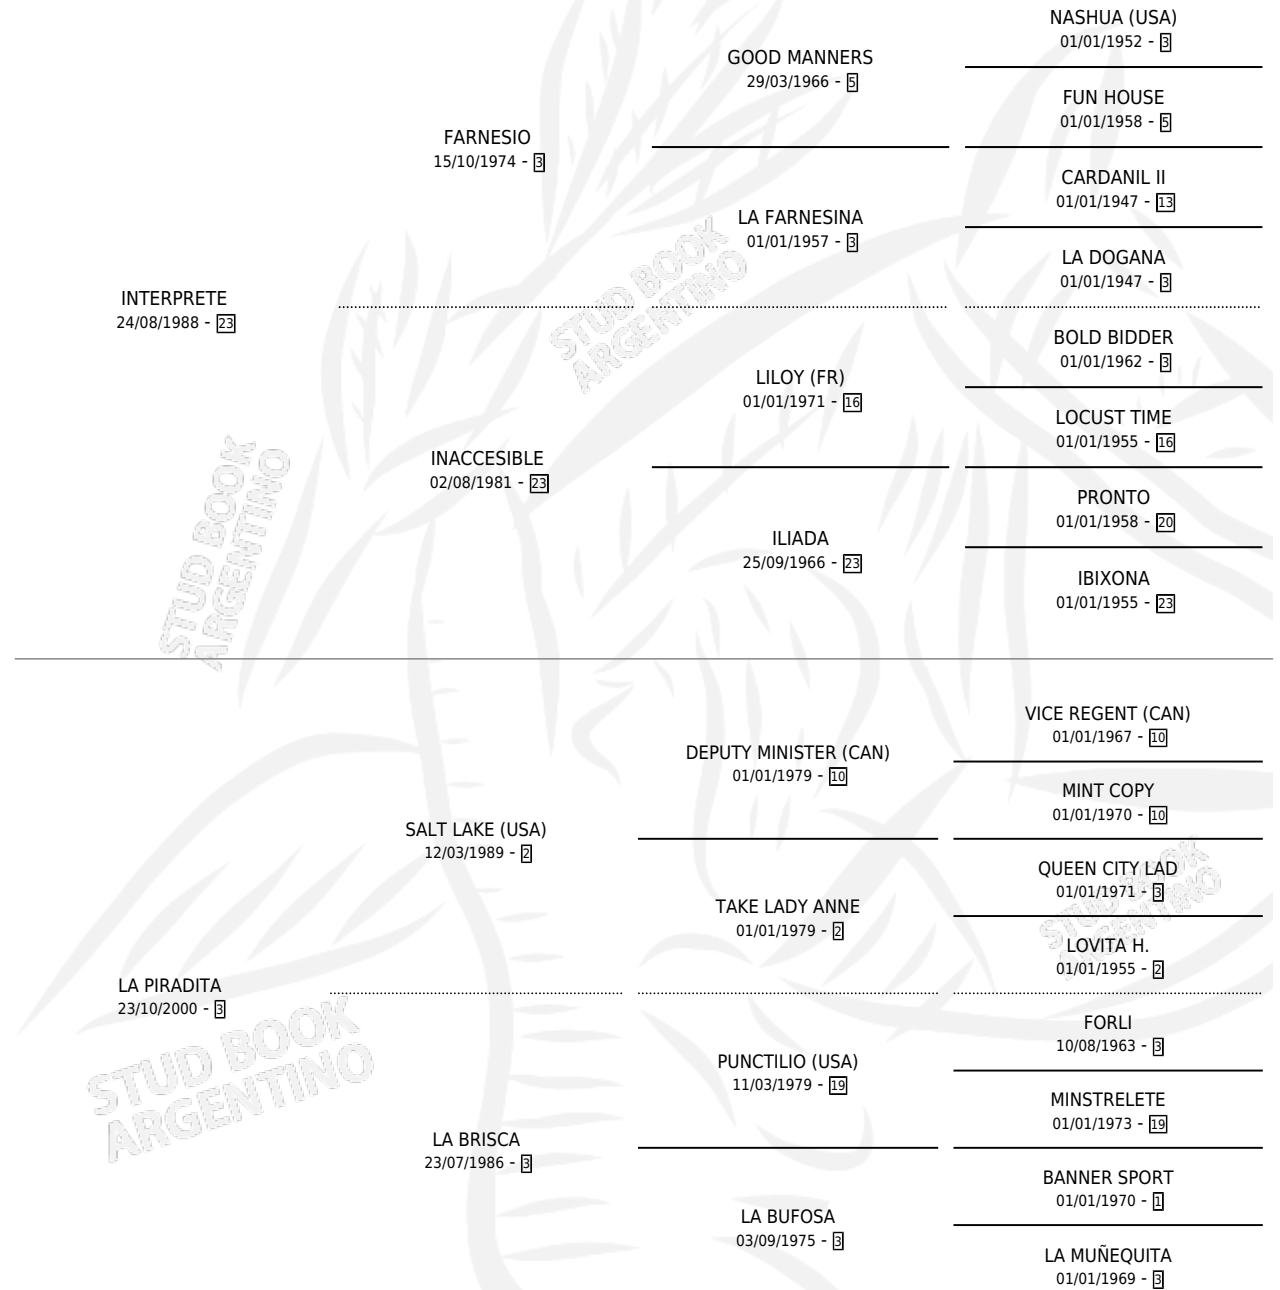 NASHUA (USA)
01/01/1952 - 3
GOOD MANNERS
29/03/1966 - 5
FUN HOUSE
01/01/1958 - 5
FARNESIO
15/10/1974 - 3
CARDANIL II
01/01/1947 - 13
LA FARNESINA
01/01/1957 - 3
LA DOGANA
01/01/1947 - 3
INTERPRETE
24/08/1988 - 23
BOLD BIDDER
01/01/1962 - 3
LILOY (FR)
01/01/1971 - 16
LOCUST TIME
01/01/1955 - 16
INACCESIBLE
02/08/1981 - 23
PRONTO
01/01/1958 - 20
ILIADA
25/09/1966 - 23
IBIXONA
01/01/1955 - 23
VICE REGENT (CAN)
01/01/1967 - 10
DEPUTY MINISTER (CAN)
01/01/1979 - 10
MINT COPY
01/01/1970 - 10
SALT LAKE (USA)
12/03/1989 - 2
QUEEN CITY LAD
01/01/1971 - 3
TAKE LADY ANNE
01/01/1979 - 2
LOVITA H.
01/01/1955 - 2
LA PIRADITA
23/10/2000 - 3
FORLI
10/08/1963 - 3
PUNCTILIO (USA)
11/03/1979 - 19
MINSTRELETE
01/01/1973 - 19
LA BRISCA
23/07/1986 - 3
BANNER SPORT
01/01/1970 - 1
LA BUFOSA
03/09/1975 - 3
LA MUÑEQUITA
01/01/1969 - 3
STUD BOOK
ARGENTINO
STUD BOOK
ARGENTINO
STUD BOOK
ARGENTINO
STUD BOOK
ARGENTINO